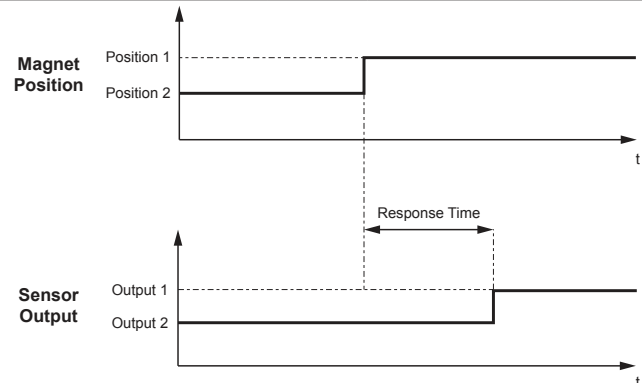 Magnet
Position
Position 1
Position 2
t
Response Time
Sensor
Output
Output 1
Output 2
t